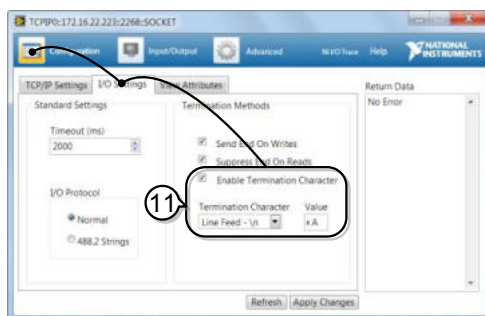 TCPIP0::172.16.22.223::2268::SOCKET
Configuration
Input/Output
Advanced
NI I/O Trace
Help
NATIONAL
INSTRUMENTS
TCP/IP Settings
I/O Settings
View Attributes
Return Data
Standard Settings
Termination Methods
No Error
Timeout (ms)
2000
Send End On Writes
Suppress End On Reads
Enable Termination Character
I/O Protocol
11
Termination Character
Value
Normal
Line Feed - \n
xA
488.2 Strings
Refresh
Apply Changes